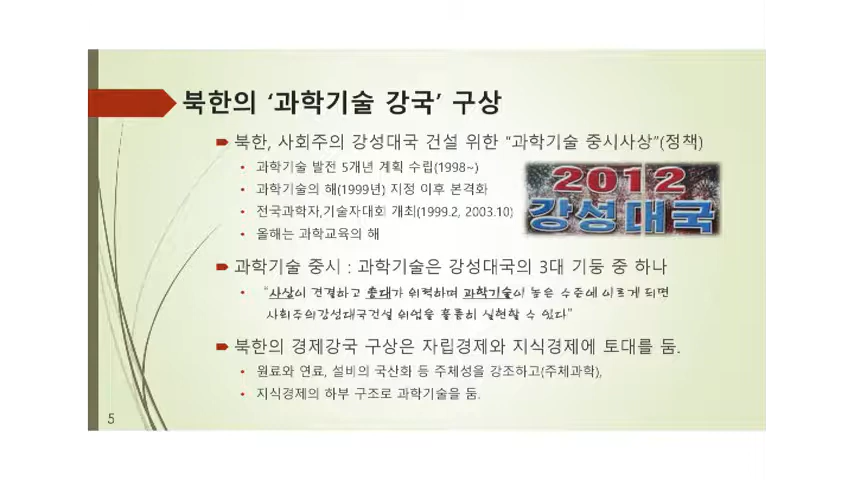 북한의 ‘과학기술 강국’ 구상
북한, 사회주의 강성대국 건설 위한 “과학기술 중시사상”(정책)
• 과학기술 발전 5개년 계획 수립(1998~)
• 과학기술의 해(1999년) 지정 이후 본격화
• 전국과학자,기술자대회 개최(1999.2, 2003.10)
• 올해는 과학교육의 해
2012
강성대국
과학기술 중시 : 과학기술은 강성대국의 3대 기둥 중 하나
• “사상이 견결하고 총대가 위력하며 과학기술이 높은 수준에 이르게 되면
사회주의강성대국건설 위업을 훌륭히 실현할 수 있다”
북한의 경제강국 구상은 자립경제와 지식경제에 토대를 둠.
• 원료와 연료, 설비의 국산화 등 주체성을 강조하고(주체과학),
• 지식경제의 하부 구조로 과학기술을 둠.
5